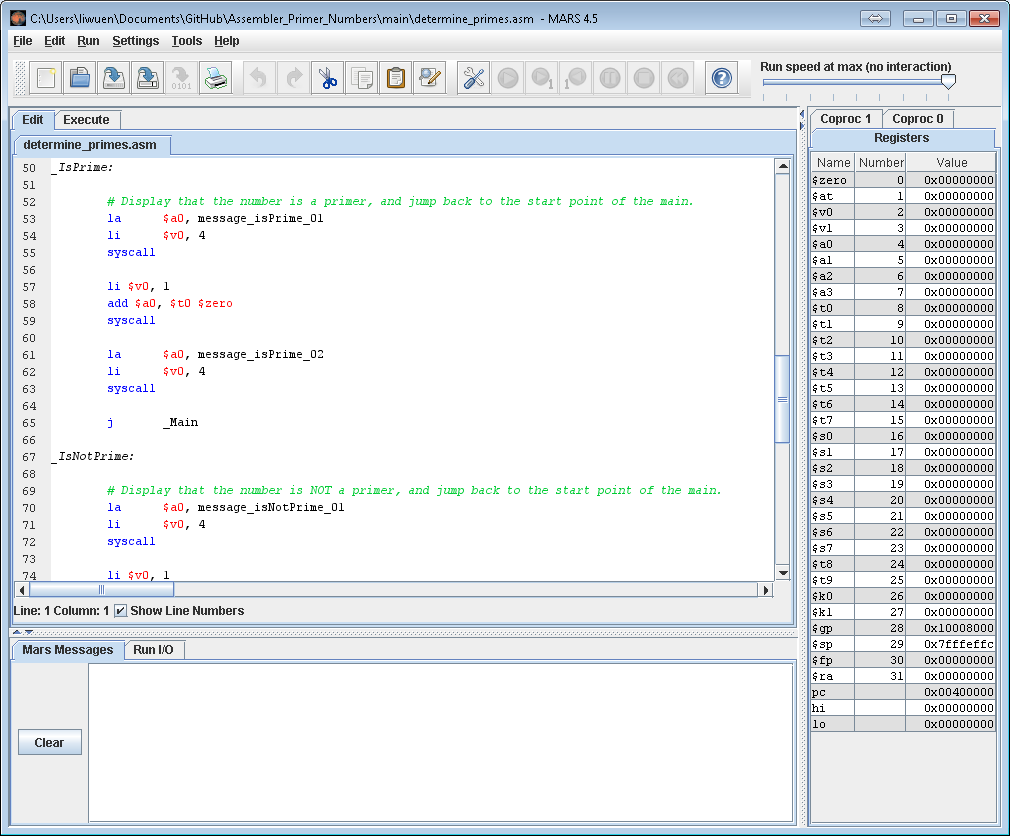 C:\Users\liwuen\Documents\GitHub\Assembler_Primer_Numbers\main\determine_primes.asm - MARS 4.5
File Edit Run Settings Tools Help
Run speed at max (no interaction)
Edit Execute
determine_primes.asm
50 _IsPrime:
51
52 # Display that the number is a primer, and jump back to the start point of the main.
53 la $a0, message_isPrime_01
54 li $v0, 4
55 syscall
56
57 li $v0, 1
58 add $a0, $t0 $zero
59 syscall
60
61 la $a0, message_isPrime_02
62 li $v0, 4
63 syscall
64
65 j _Main
66
67 _IsNotPrime:
68
69 # Display that the number is NOT a primer, and jump back to the start point of the main.
70 la $a0, message_isNotPrime_01
71 li $v0, 4
72 syscall
73
74 li $v0, 1
Line: 1 Column: 1 Show Line Numbers
Mars Messages Run I/O
Clear
Coproc 1 Coproc 0
Registers
Name Number Value
$zero 0 0x00000000
$at 1 0x00000000
$v0 2 0x00000000
$v1 3 0x00000000
$a0 4 0x00000000
$a1 5 0x00000000
$a2 6 0x00000000
$a3 7 0x00000000
$t0 8 0x00000000
$t1 9 0x00000000
$t2 10 0x00000000
$t3 11 0x00000000
$t4 12 0x00000000
$t5 13 0x00000000
$t6 14 0x00000000
$t7 15 0x00000000
$s0 16 0x00000000
$s1 17 0x00000000
$s2 18 0x00000000
$s3 19 0x00000000
$s4 20 0x00000000
$s5 21 0x00000000
$s6 22 0x00000000
$s7 23 0x00000000
$t8 24 0x00000000
$t9 25 0x00000000
$k0 26 0x00000000
$k1 27 0x00000000
$gp 28 0x10008000
$sp 29 0x7fffeffc
$fp 30 0x00000000
$ra 31 0x00000000
pc 0x00400000
hi 0x00000000
lo 0x00000000